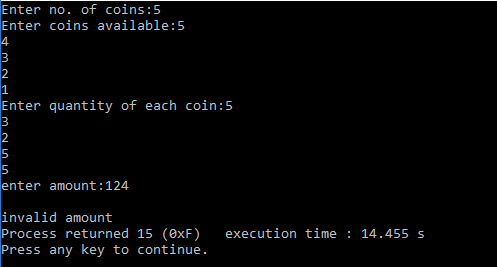 Enter no. of coins:5
Enter coins available:5
4
3
2
1
Enter quantity of each coin:5
3
2
5
5
enter amount:124
invalid amount
Process returned 15 (0xF)   execution time : 14.455 s
Press any key to continue.